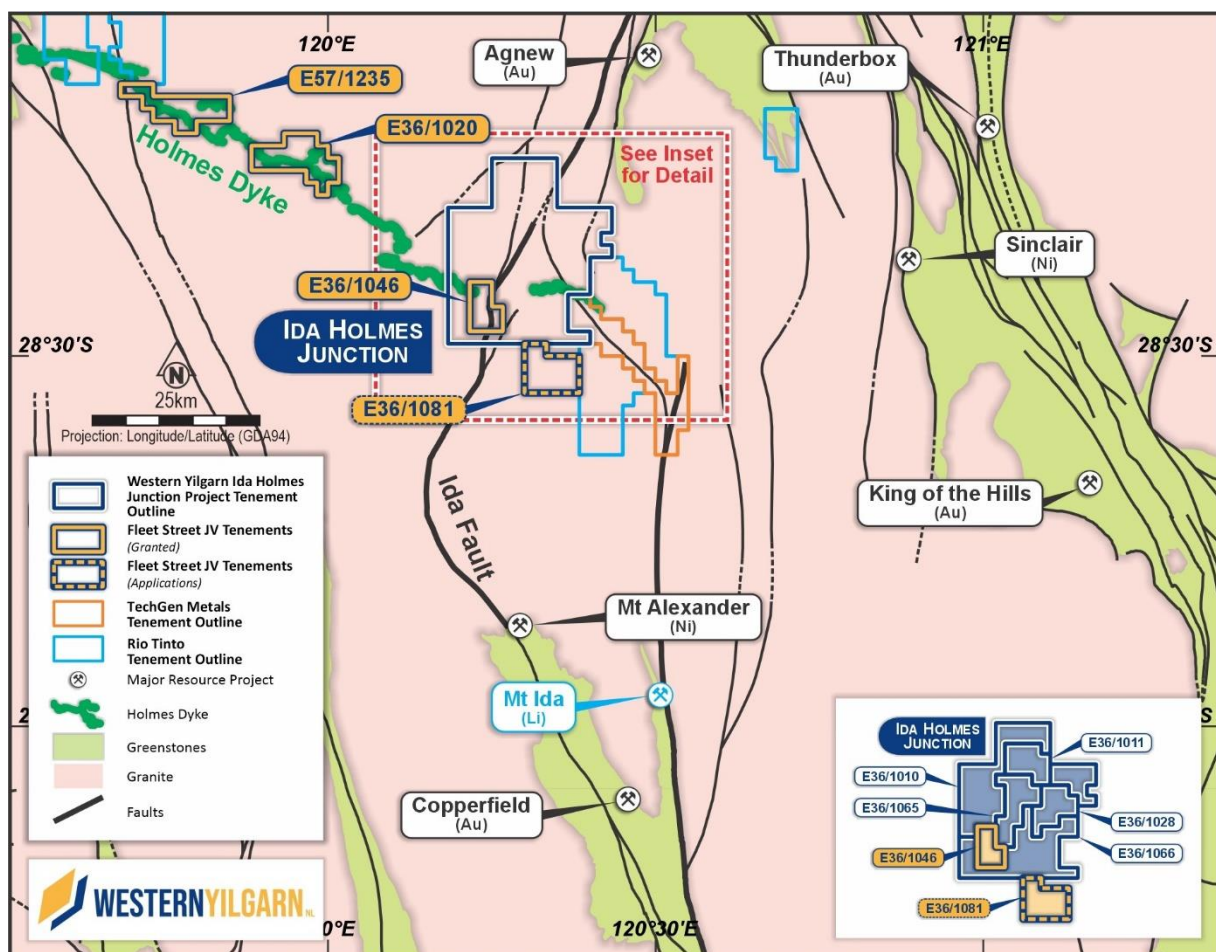 120°E
121°E
Agnew
(Au)
Thunderbox
(Au)
E57/1235
E36/1020
See Inset
for Detail
Holmes Dyke
Sinclair
(Ni)
E36/1046
IDA HOLMES
JUNCTION
28°30'S
28°30'S
N
25km
Projection: Longitude/Latitude (GDA94)
E36/1081
King of the Hills
(Au)
Ida Fault
Western Yilgarn Ida Holmes
Junction Project Tenement
Outline
Fleet Street JV Tenements
(Granted)
Fleet Street JV Tenements
(Applications)
TechGen Metals
Tenement Outline
Rio Tinto
Tenement Outline
Major Resource Project
Holmes Dyke
Greenstones
Granite
Faults
Mt Alexander
(Ni)
Mt Ida
(Li)
Copperfield
(Au)
IDA HOLMES
JUNCTION
E36/1011
E36/1010
E36/1065
E36/1028
E36/1046
E36/1066
E36/1081
WESTERNYILGARN NL
0°E
120°30'E